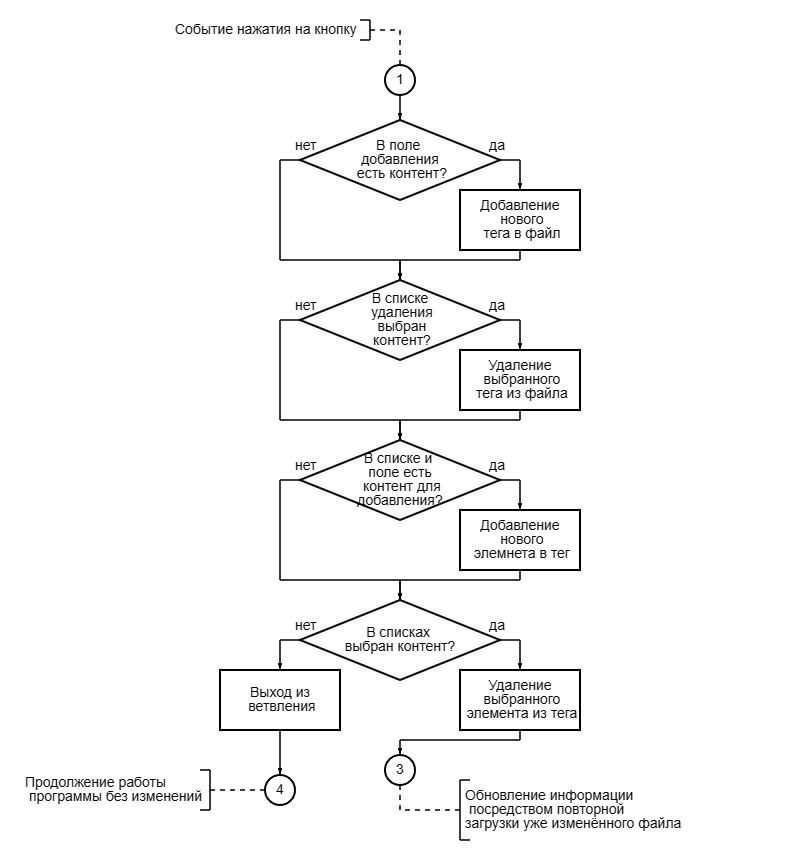 Событие нажатия на кнопку
1
нет
В поле
добавления
есть контент?
да
Добавление
нового
тега в файл
нет
В списке
удаления
выбран
контент?
да
Удаление
выбранного
тега из файла
нет
В списке и
поле есть
контент для
добавления?
да
Добавление
нового
элемнета в тег
нет
В списках
выбран контент?
да
Выход из
ветвления
Удаление
выбранного
элемента из тега
3
4
Продолжение работы
программы без изменений
Обновление информации
посредством повторной
загрузки уже изменённого файла